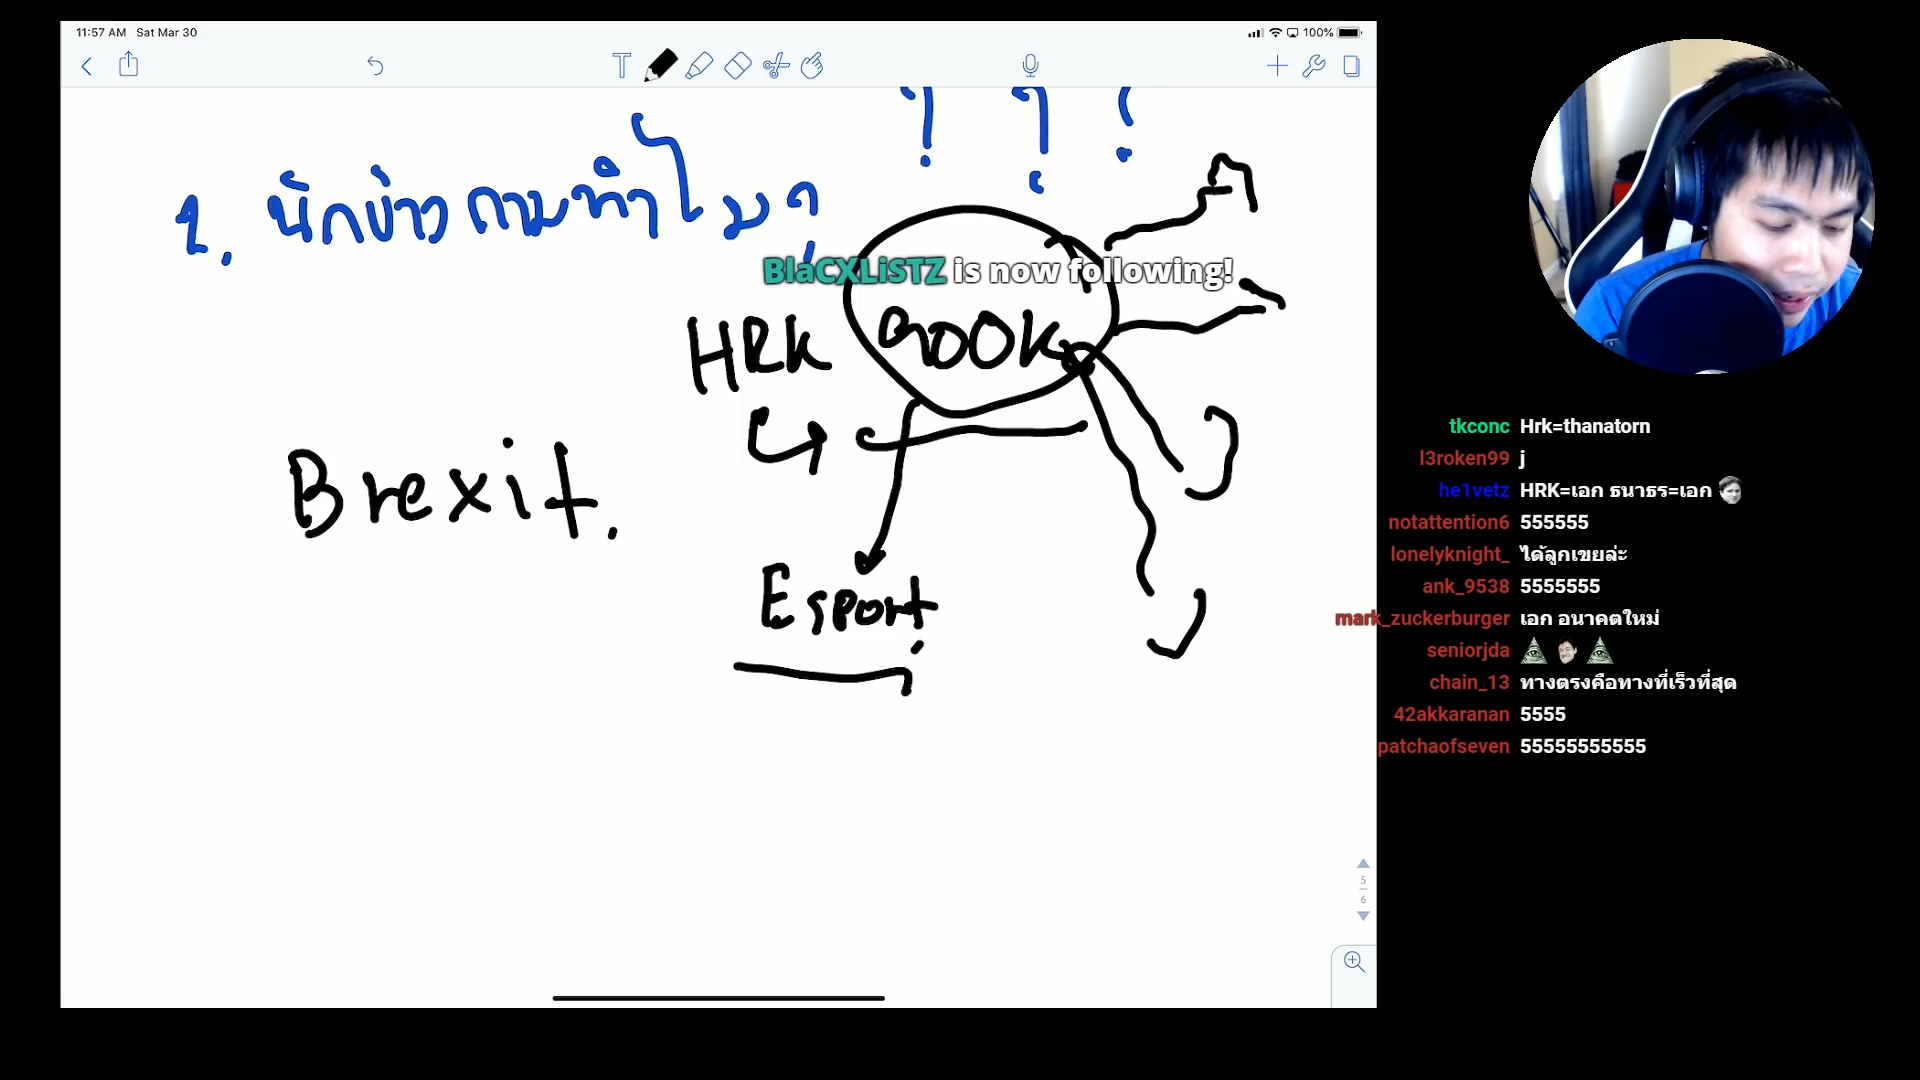 11:57 AM Sat Mar 30
100%
T
1. นักข่าวถามทำไม?
? ? ?
BlaCXLiSTZ is now following!
HRK 900K
Brexit.
Esport
5
6
tkconc Hrk=thanatorn
l3roken99 j
he1vetz HRK=เอก ธนาธร=เอก
notattention6 555555
lonelyknight_ ได้ลูกเขยล่ะ
ank_9538 5555555
mark_zuckerburger เอก อนาคตใหม่
seniorjda
chain_13 ทางตรงคือทางที่เร็วที่สุด
42akkaranan 5555
patchaofseven 55555555555